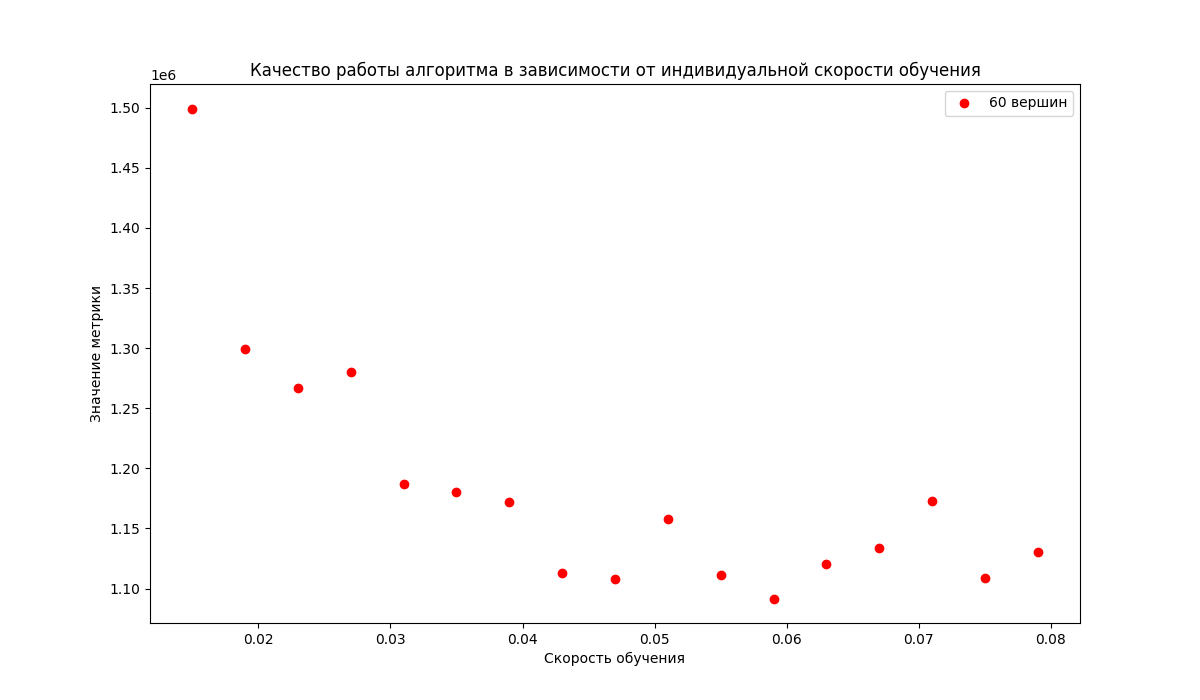 Качество работы алгоритма в зависимости от индивидуальной скорости обучения
1e6
60 вершин
1.50
1.45
1.40
1.35
1.30
1.25
1.20
1.15
1.10
Значение метрики
0.02 0.03 0.04 0.05 0.06 0.07 0.08
Скорость обучения